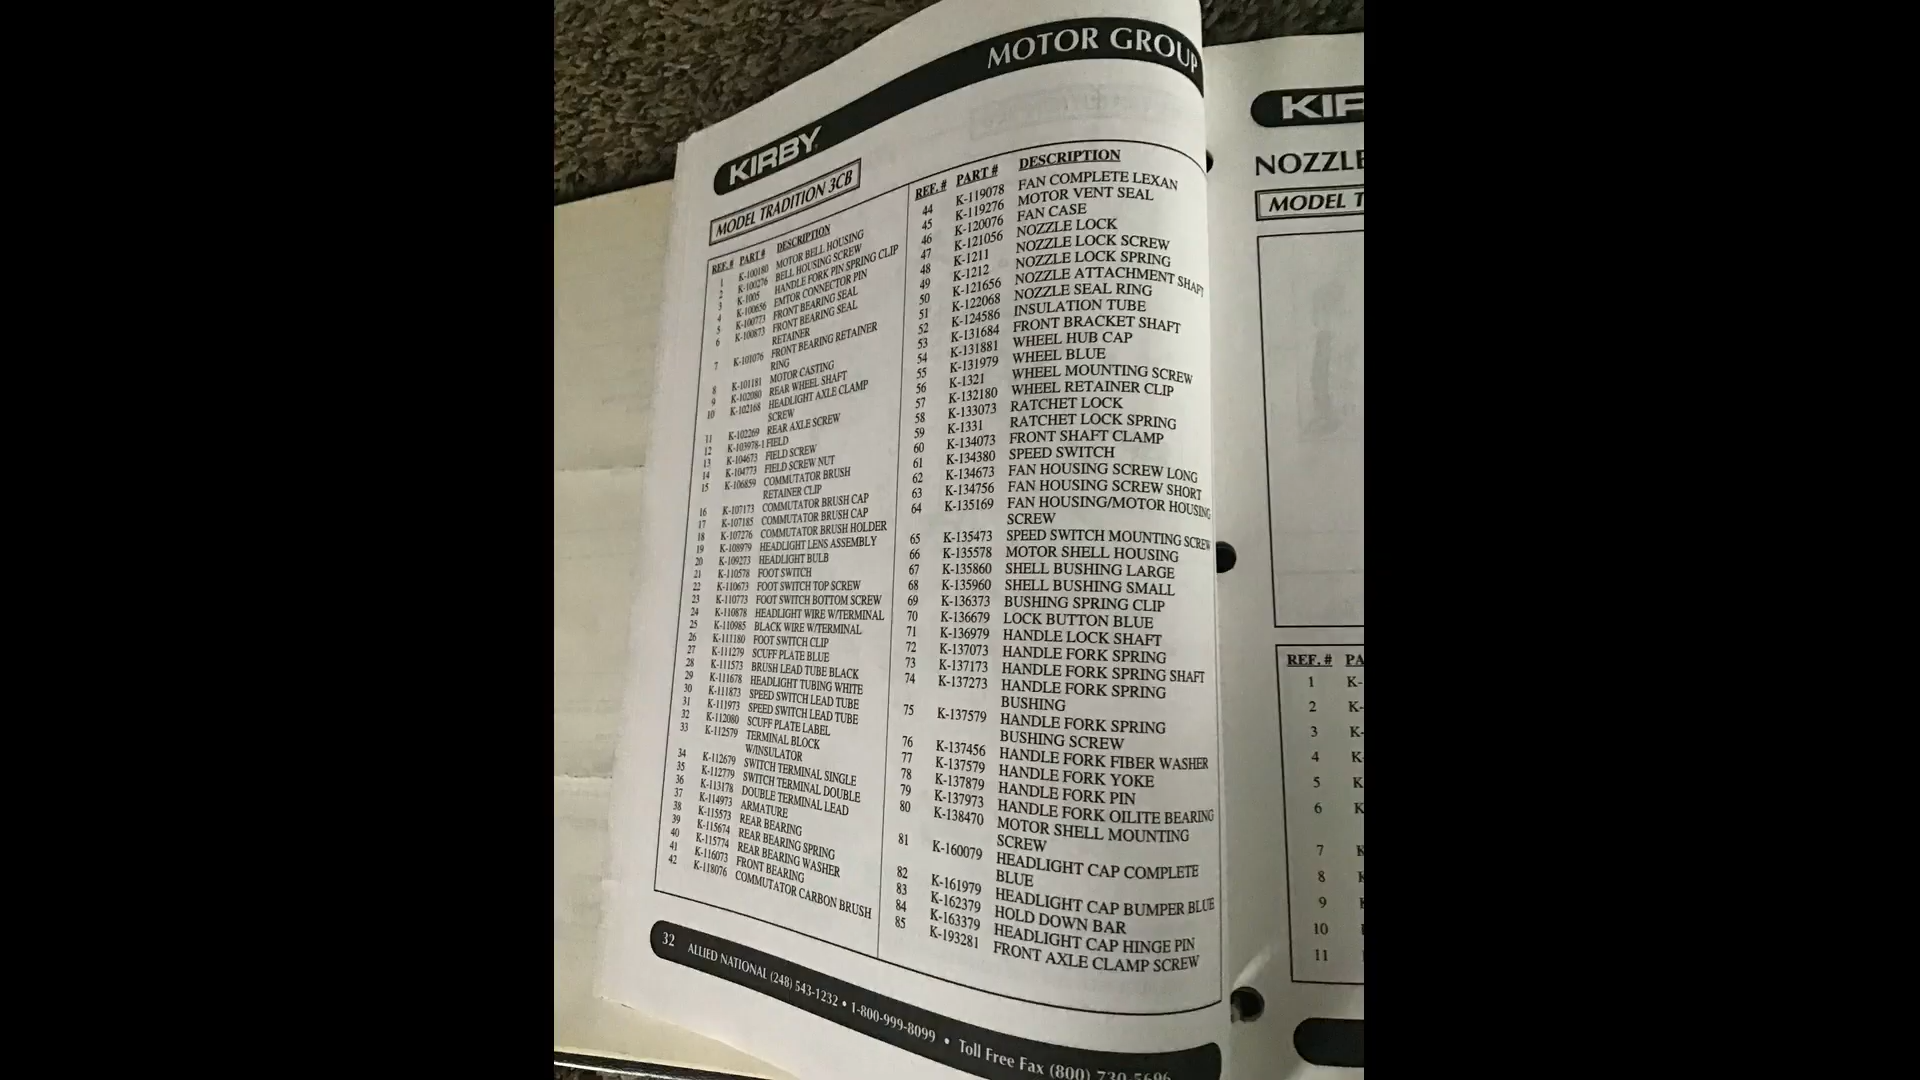 MOTOR GROUP
KIRBY
MODEL TRADITION 3CB
REF. # PART # DESCRIPTION
1 K-100180 MOTOR BELL HOUSING
2 K-100276 BELL HOUSING SCREW
3 K-1005 HANDLE FORK PIN SPRING CLIP
4 K-100656 EMTOR CONNECTOR PIN
5 K-100773 FRONT BEARING SEAL
6 K-100873 FRONT BEARING SEAL
RETAINER
7 K-101076 FRONT BEARING RETAINER
RING
8 K-101181 MOTOR CASTING
9 K-102080 REAR WHEEL SHAFT
10 K-102168 HEADLIGHT AXLE CLAMP
SCREW
11 K-102269 REAR AXLE SCREW
12 K-103978-1 FIELD
13 K-104673 FIELD SCREW
14 K-104773 FIELD SCREW NUT
15 K-106859 COMMUTATOR BRUSH
RETAINER CLIP
16 K-107173 COMMUTATOR BRUSH CAP
17 K-107185 COMMUTATOR BRUSH CAP
18 K-107276 COMMUTATOR BRUSH HOLDER
19 K-108979 HEADLIGHT LENS ASSEMBLY
20 K-109273 HEADLIGHT BULB
21 K-110578 FOOT SWITCH
22 K-110673 FOOT SWITCH TOP SCREW
23 K-110773 FOOT SWITCH BOTTOM SCREW
24 K-110878 HEADLIGHT WIRE W/TERMINAL
25 K-110985 BLACK WIRE W/TERMINAL
26 K-111180 FOOT SWITCH CLIP
27 K-111279 SCUFF PLATE BLUE
28 K-111573 BRUSH LEAD TUBE BLACK
29 K-111678 HEADLIGHT TUBING WHITE
30 K-111873 SPEED SWITCH LEAD TUBE
31 K-111973 SPEED SWITCH LEAD TUBE
32 K-112080 SCUFF PLATE LABEL
33 K-112579 TERMINAL BLOCK
W/INSULATOR
34 K-112679 SWITCH TERMINAL SINGLE
35 K-112779 SWITCH TERMINAL DOUBLE
36 K-113178 DOUBLE TERMINAL LEAD
37 K-114973 ARMATURE
38 K-115573 REAR BEARING
39 K-115674 REAR BEARING SPRING
40 K-115774 REAR BEARING WASHER
41 K-116073 FRONT BEARING
42 K-118076 COMMUTATOR CARBON BRUSH
REF. # PART # DESCRIPTION
44 K-119078 FAN COMPLETE LEXAN
45 K-119276 MOTOR VENT SEAL
46 K-120076 FAN CASE
47 K-121056 NOZZLE LOCK
48 K-1211 NOZZLE LOCK SCREW
49 K-1212 NOZZLE LOCK SPRING
50 K-121656 NOZZLE ATTACHMENT SHAFT
51 K-122068 NOZZLE SEAL RING
52 K-124586 INSULATION TUBE
53 K-131684 FRONT BRACKET SHAFT
54 K-131881 WHEEL HUB CAP
55 K-131979 WHEEL BLUE
56 K-1321 WHEEL MOUNTING SCREW
57 K-132180 WHEEL RETAINER CLIP
58 K-133073 RATCHET LOCK
59 K-1331 RATCHET LOCK SPRING
60 K-134073 FRONT SHAFT CLAMP
61 K-134380 SPEED SWITCH
62 K-134673 FAN HOUSING SCREW LONG
63 K-134756 FAN HOUSING SCREW SHORT
64 K-135169 FAN HOUSING/MOTOR HOUSING
SCREW
65 K-135473 SPEED SWITCH MOUNTING SCREW
66 K-135578 MOTOR SHELL HOUSING
67 K-135860 SHELL BUSHING LARGE
68 K-135960 SHELL BUSHING SMALL
69 K-136373 BUSHING SPRING CLIP
70 K-136679 LOCK BUTTON BLUE
71 K-136979 HANDLE LOCK SHAFT
72 K-137073 HANDLE FORK SPRING
73 K-137173 HANDLE FORK SPRING SHAFT
74 K-137273 HANDLE FORK SPRING
BUSHING
75 K-137579 HANDLE FORK SPRING
BUSHING SCREW
76 K-137456 HANDLE FORK FIBER WASHER
77 K-137579 HANDLE FORK YOKE
78 K-137879 HANDLE FORK PIN
79 K-137973 HANDLE FORK OILITE BEARING
80 K-138470 MOTOR SHELL MOUNTING
SCREW
81 K-160079 HEADLIGHT CAP COMPLETE
BLUE
82 K-161979 HEADLIGHT CAP BUMPER BLUE
83 K-162379 HOLD DOWN BAR
84 K-163379 HEADLIGHT CAP HINGE PIN
85 K-193281 FRONT AXLE CLAMP SCREW
32 ALLIED NATIONAL (248) 543-1232 • 1-800-999-8099 • Toll Free Fax (800) 730-5696
KIR
NOZZLE
MODEL T
REF. # PA
1 K-
2 K-
3 K-
4 K-
5 K
6 K
7 K
8 K
9
10
11